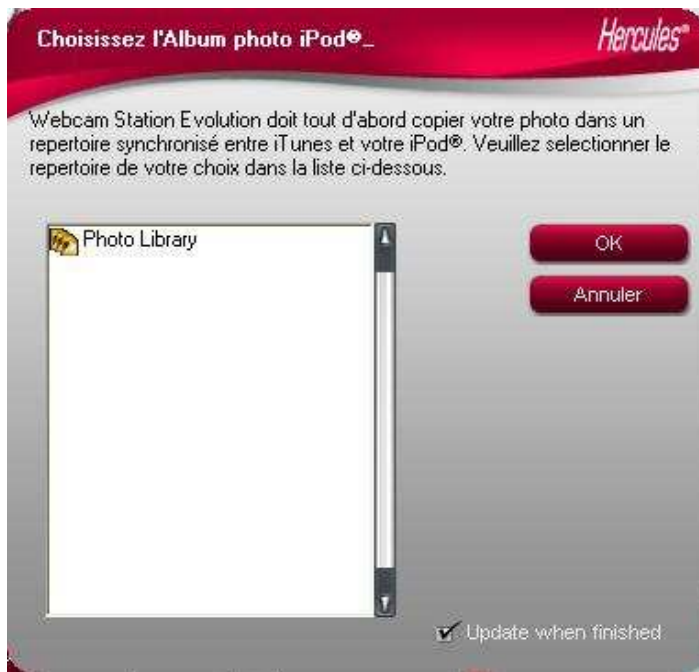 Choisissez l'Album photo iPod®...
Hercules®
Webcam Station Evolution doit tout d'abord copier votre photo dans un
repertoire synchronisé entre iTunes et votre iPod®. Veuillez selectionner le
repertoire de votre choix dans la liste ci-dessous.
Photo Library
OK
Annuler
Update when finished